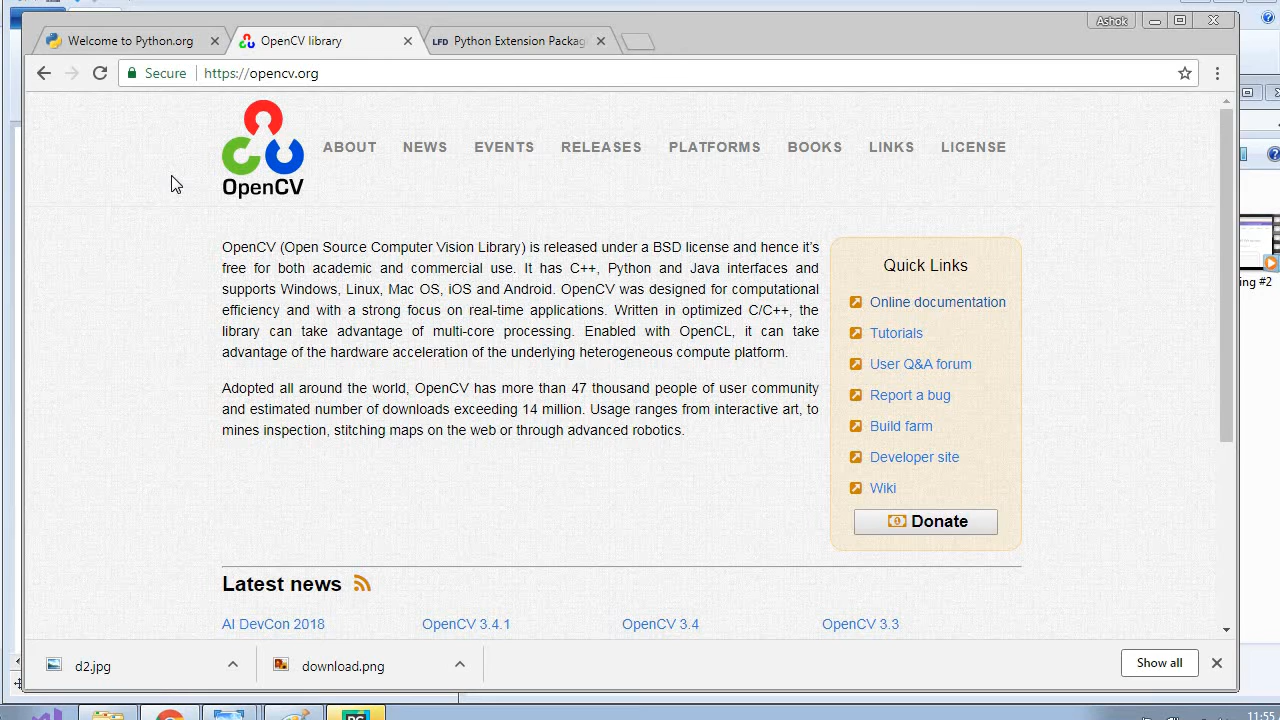 Ashok
Welcome to Python.org
OpenCV library
LFD Python Extension Packag
Secure
https://opencv.org
OpenCV
ABOUT NEWS EVENTS RELEASES PLATFORMS BOOKS LINKS LICENSE
OpenCV (Open Source Computer Vision Library) is released under a BSD license and hence it's
free for both academic and commercial use. It has C++, Python and Java interfaces and
supports Windows, Linux, Mac OS, iOS and Android. OpenCV was designed for computational
efficiency and with a strong focus on real-time applications. Written in optimized C/C++, the
library can take advantage of multi-core processing. Enabled with OpenCL, it can take
advantage of the hardware acceleration of the underlying heterogeneous compute platform.
Adopted all around the world, OpenCV has more than 47 thousand people of user community
and estimated number of downloads exceeding 14 million. Usage ranges from interactive art, to
mines inspection, stitching maps on the web or through advanced robotics.
Quick Links
Online documentation
Tutorials
User Q&A forum
Report a bug
Build farm
Developer site
Wiki
Donate
ing #2
Latest news
AI DevCon 2018
OpenCV 3.4.1
OpenCV 3.4
OpenCV 3.3
d2.jpg
download.png
Show all
PC
11:55